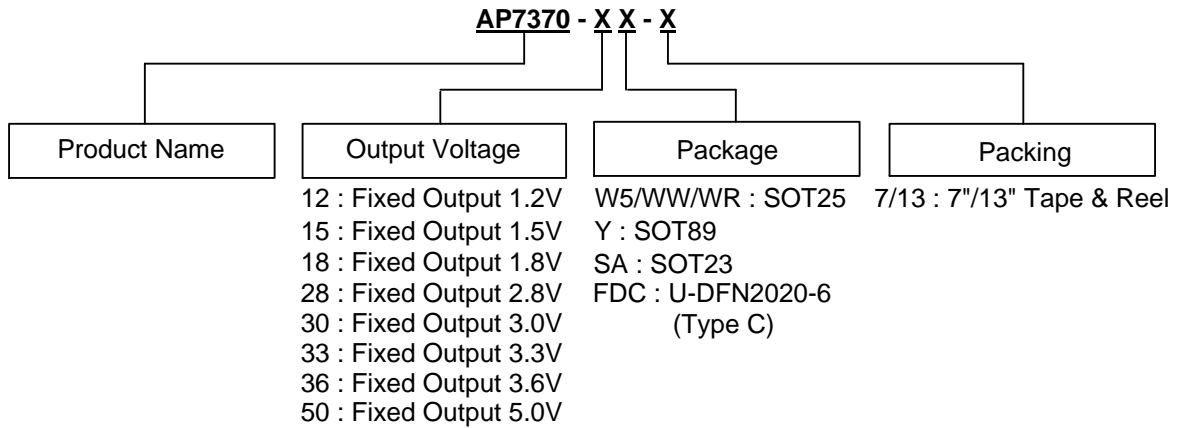 AP7370 - X X - X
Product Name
Output Voltage
Package
Packing
12 : Fixed Output 1.2V
15 : Fixed Output 1.5V
18 : Fixed Output 1.8V
28 : Fixed Output 2.8V
30 : Fixed Output 3.0V
33 : Fixed Output 3.3V
36 : Fixed Output 3.6V
50 : Fixed Output 5.0V
W5/WW/WR : SOT25
Y : SOT89
SA : SOT23
FDC : U-DFN2020-6
(Type C)
7/13 : 7"/13" Tape & Reel